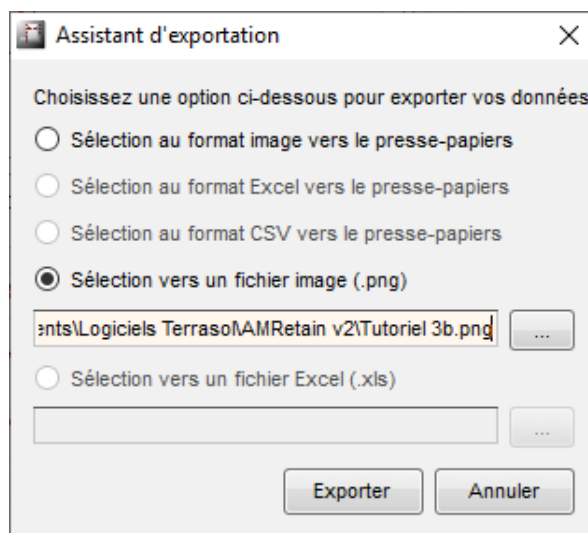 Assistant d'exportation
Choisissez une option ci-dessous pour exporter vos données
Sélection au format image vers le presse-papiers
Sélection au format Excel vers le presse-papiers
Sélection au format CSV vers le presse-papiers
Sélection vers un fichier image (.png)
ents\Logiciels Terrasol\AMRetain v2\Tutoriel 3b.png
...
Sélection vers un fichier Excel (.xls)
...
Exporter
Annuler